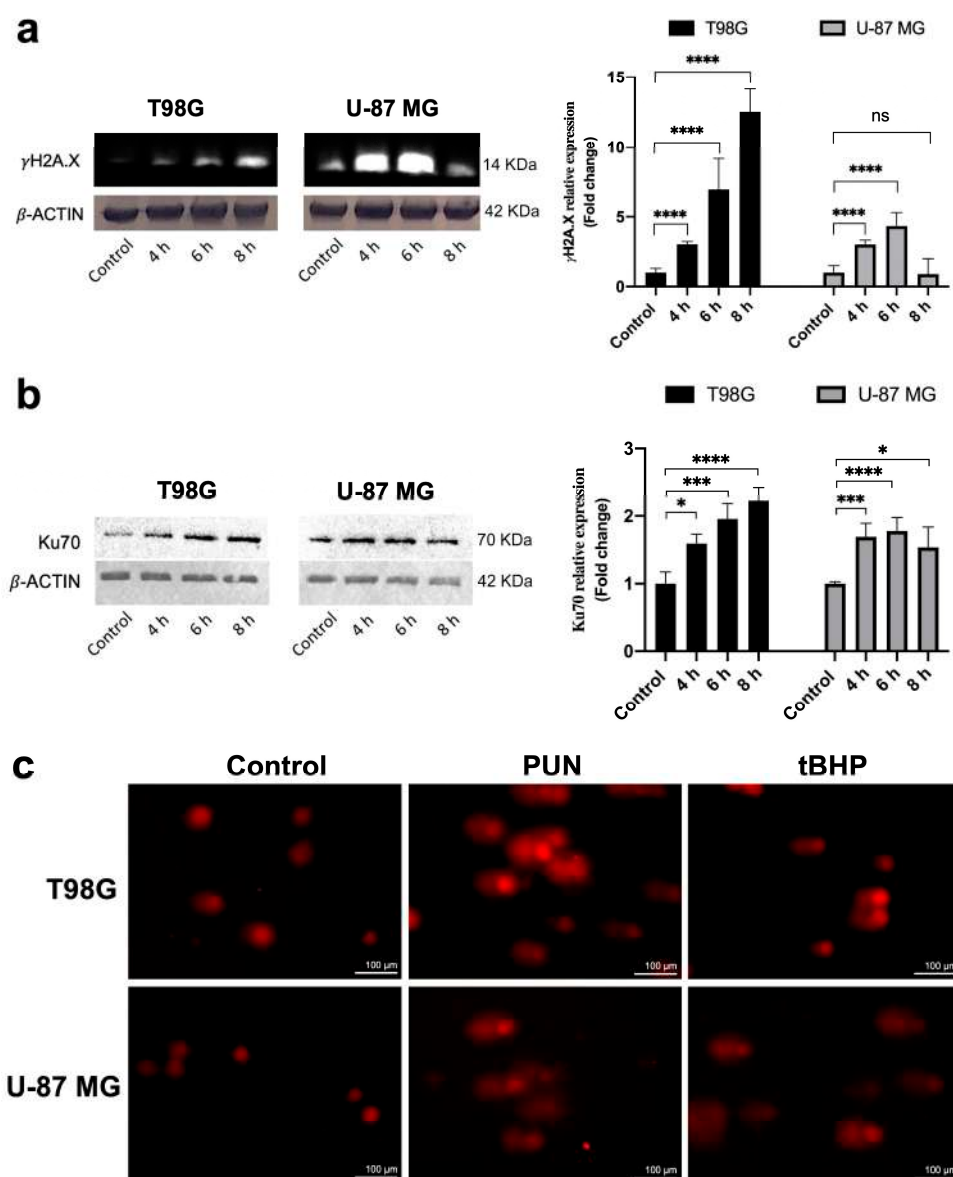 a
T98G
U-87 MG
γH2A.X
14 KDa
β-ACTIN
42 KDa
Control
4 h
6 h
8 h
Control
4 h
6 h
8 h
T98G
U-87 MG
γH2A.X relative expression
(Fold change)
15
10
5
0
****
****
****
ns
****
****
Control
4 h
6 h
8 h
Control
4 h
6 h
8 h
b
T98G
U-87 MG
Ku70
70 KDa
β-ACTIN
42 KDa
Control
4 h
6 h
8 h
Control
4 h
6 h
8 h
T98G
U-87 MG
Ku70 relative expression
(Fold change)
3
2
1
0
****
***
*
*
****
***
Control
4 h
6 h
8 h
Control
4 h
6 h
8 h
c
Control
PUN
tBHP
T98G
100 µm
100 µm
100 µm
U-87 MG
100 µm
100 µm
100 µm